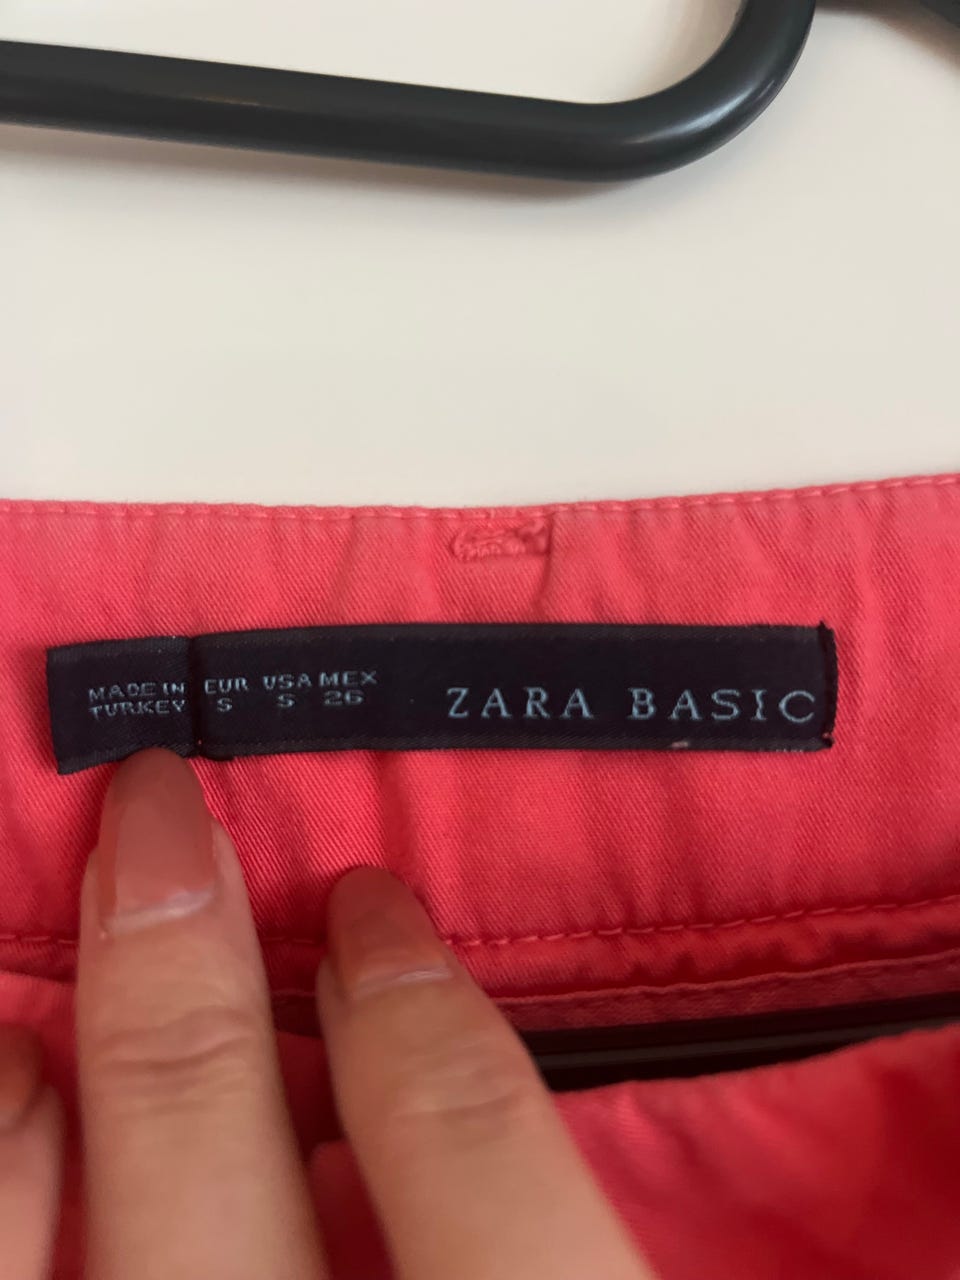 MADE IN
TURKEY
EUR USA MEX
S S 26
ZARA BASIC